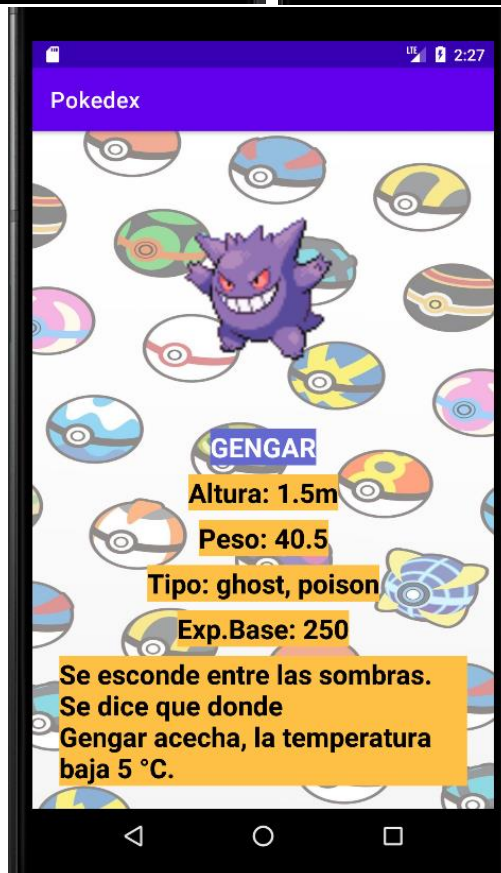 LTE 2:27
Pokedex
GENGAR
Altura: 1.5m
Peso: 40.5
Tipo: ghost, poison
Exp.Base: 250
Se esconde entre las sombras.
Se dice que donde
Gengar acecha, la temperatura
baja 5 °C.